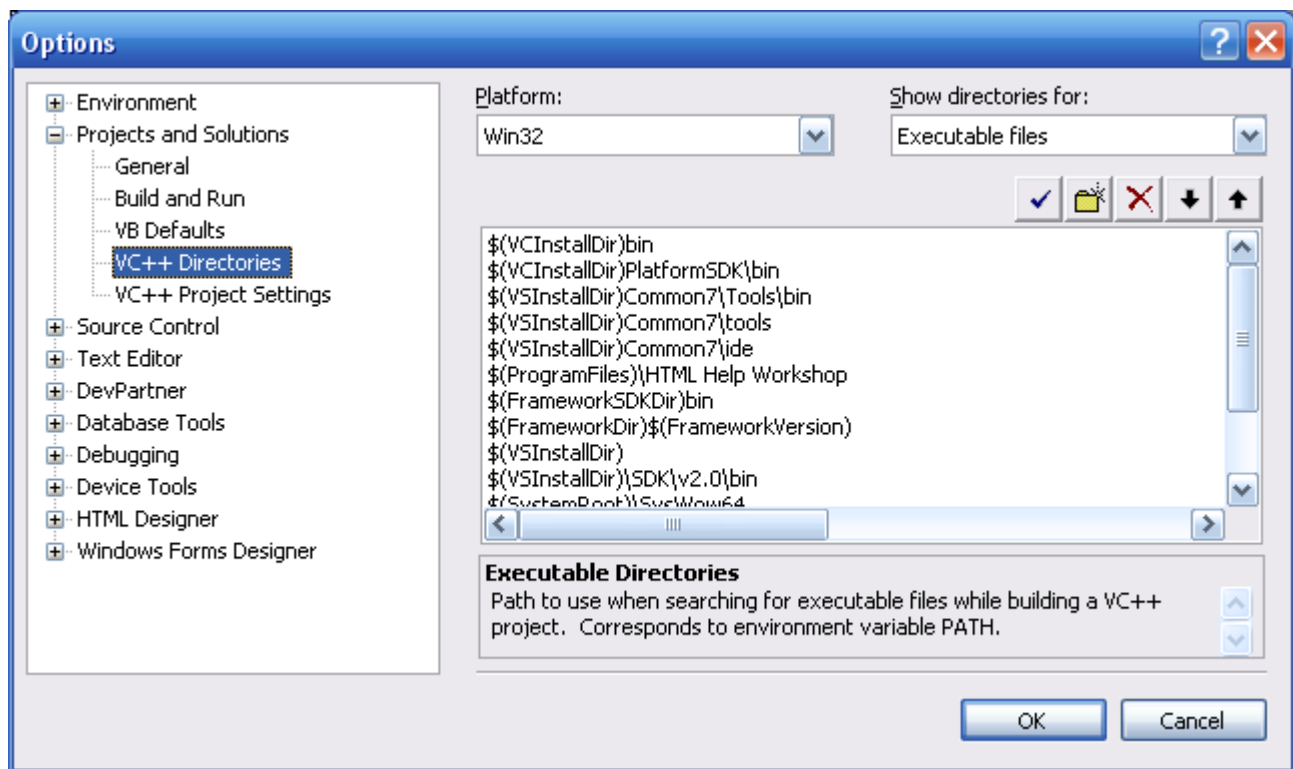 Options
Environment
Projects and Solutions
General
Build and Run
VB Defaults
VC++ Directories
VC++ Project Settings
Source Control
Text Editor
DevPartner
Database Tools
Debugging
Device Tools
HTML Designer
Windows Forms Designer
Platform:
Win32
Show directories for:
Executable files
$(VCInstallDir)bin
$(VCInstallDir)PlatformSDK\bin
$(VSInstallDir)Common7\Tools\bin
$(VSInstallDir)Common7\tools
$(VSInstallDir)Common7\ide
$(ProgramFiles)\HTML Help Workshop
$(FrameworkSDKDir)bin
$(FrameworkDir)$(FrameworkVersion)
$(VSInstallDir)
$(VSInstallDir)\SDK\v2.0\bin
$(SystemRoot)\SysWow64
Executable Directories
Path to use when searching for executable files while building a VC++
project.  Corresponds to environment variable PATH.
OK
Cancel